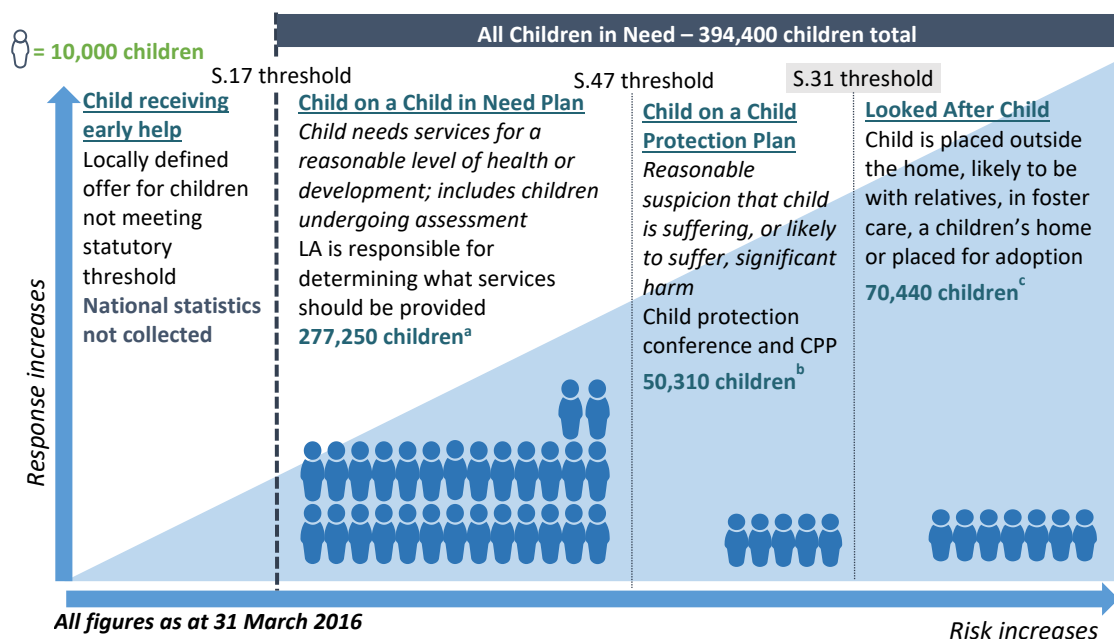 = 10,000 children
All Children in Need – 394,400 children total
S.17 threshold
S.47 threshold
S.31 threshold
Child receiving
early help
Locally defined
offer for children
not meeting
statutory
threshold
National statistics
not collected
Child on a Child in Need Plan
Child needs services for a
reasonable level of health or
development; includes children
undergoing assessment
LA is responsible for
determining what services
should be provided
277,250 childrenᵃ
Child on a Child
Protection Plan
Reasonable
suspicion that child
is suffering, or likely
to suffer, significant
harm
Child protection
conference and CPP
50,310 childrenᵇ
Looked After Child
Child is placed outside
the home, likely to be
with relatives, in foster
care, a children’s home
or placed for adoption
70,440 childrenᶜ
Response increases
All figures as at 31 March 2016
Risk increases